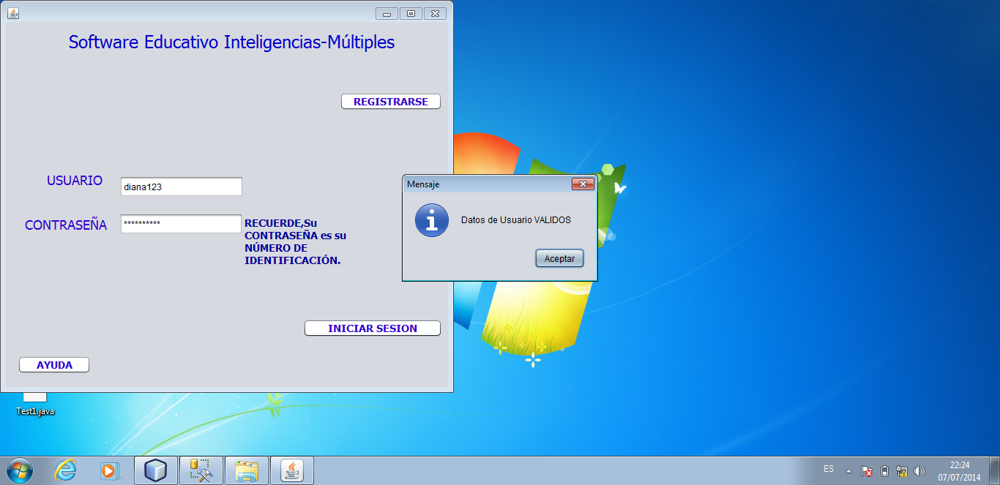 Software Educativo Inteligencias-Múltiples
REGISTRARSE
USUARIO
diana123
CONTRASEÑA
**********
RECUERDE,Su
CONTRASEÑA es su
NÚMERO DE
IDENTIFICACIÓN.
Mensaje
Datos de Usuario VALIDOS
Aceptar
INICIAR SESION
AYUDA
Test1.java
ES
22:24
07/07/2014